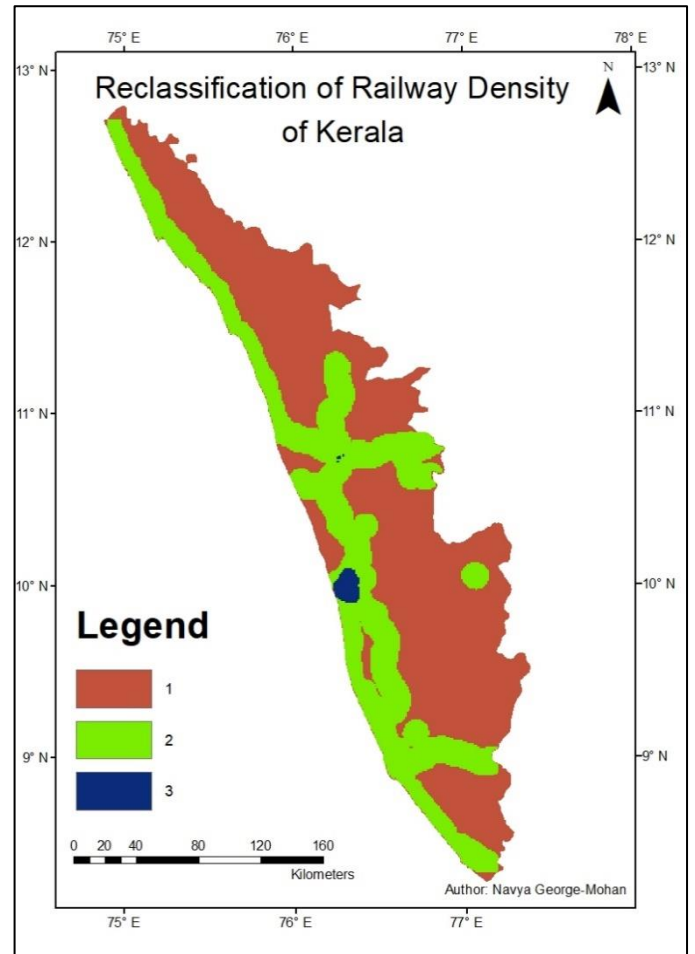 75° E 76° E 77° E 78° E
13° N 13° N
Reclassification of Railway Density
of Kerala
N
12° N 12° N
11° N 11° N
10° N 10° N
Legend
1
2
3
9° N 9° N
0 20 40 80 120 160
Kilometers
Author: Navya George-Mohan
75° E 76° E 77° E